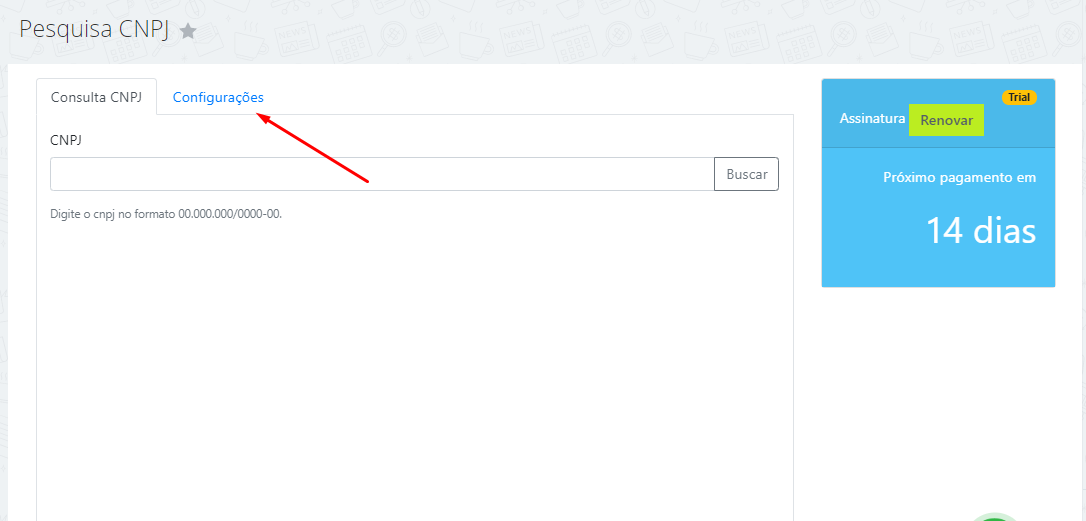 Pesquisa CNPJ
Consulta CNPJ
Configurações
CNPJ
Buscar
Digite o cnpj no formato 00.000.000/0000-00.
Trial
Assinatura Renovar
Próximo pagamento em
14 dias